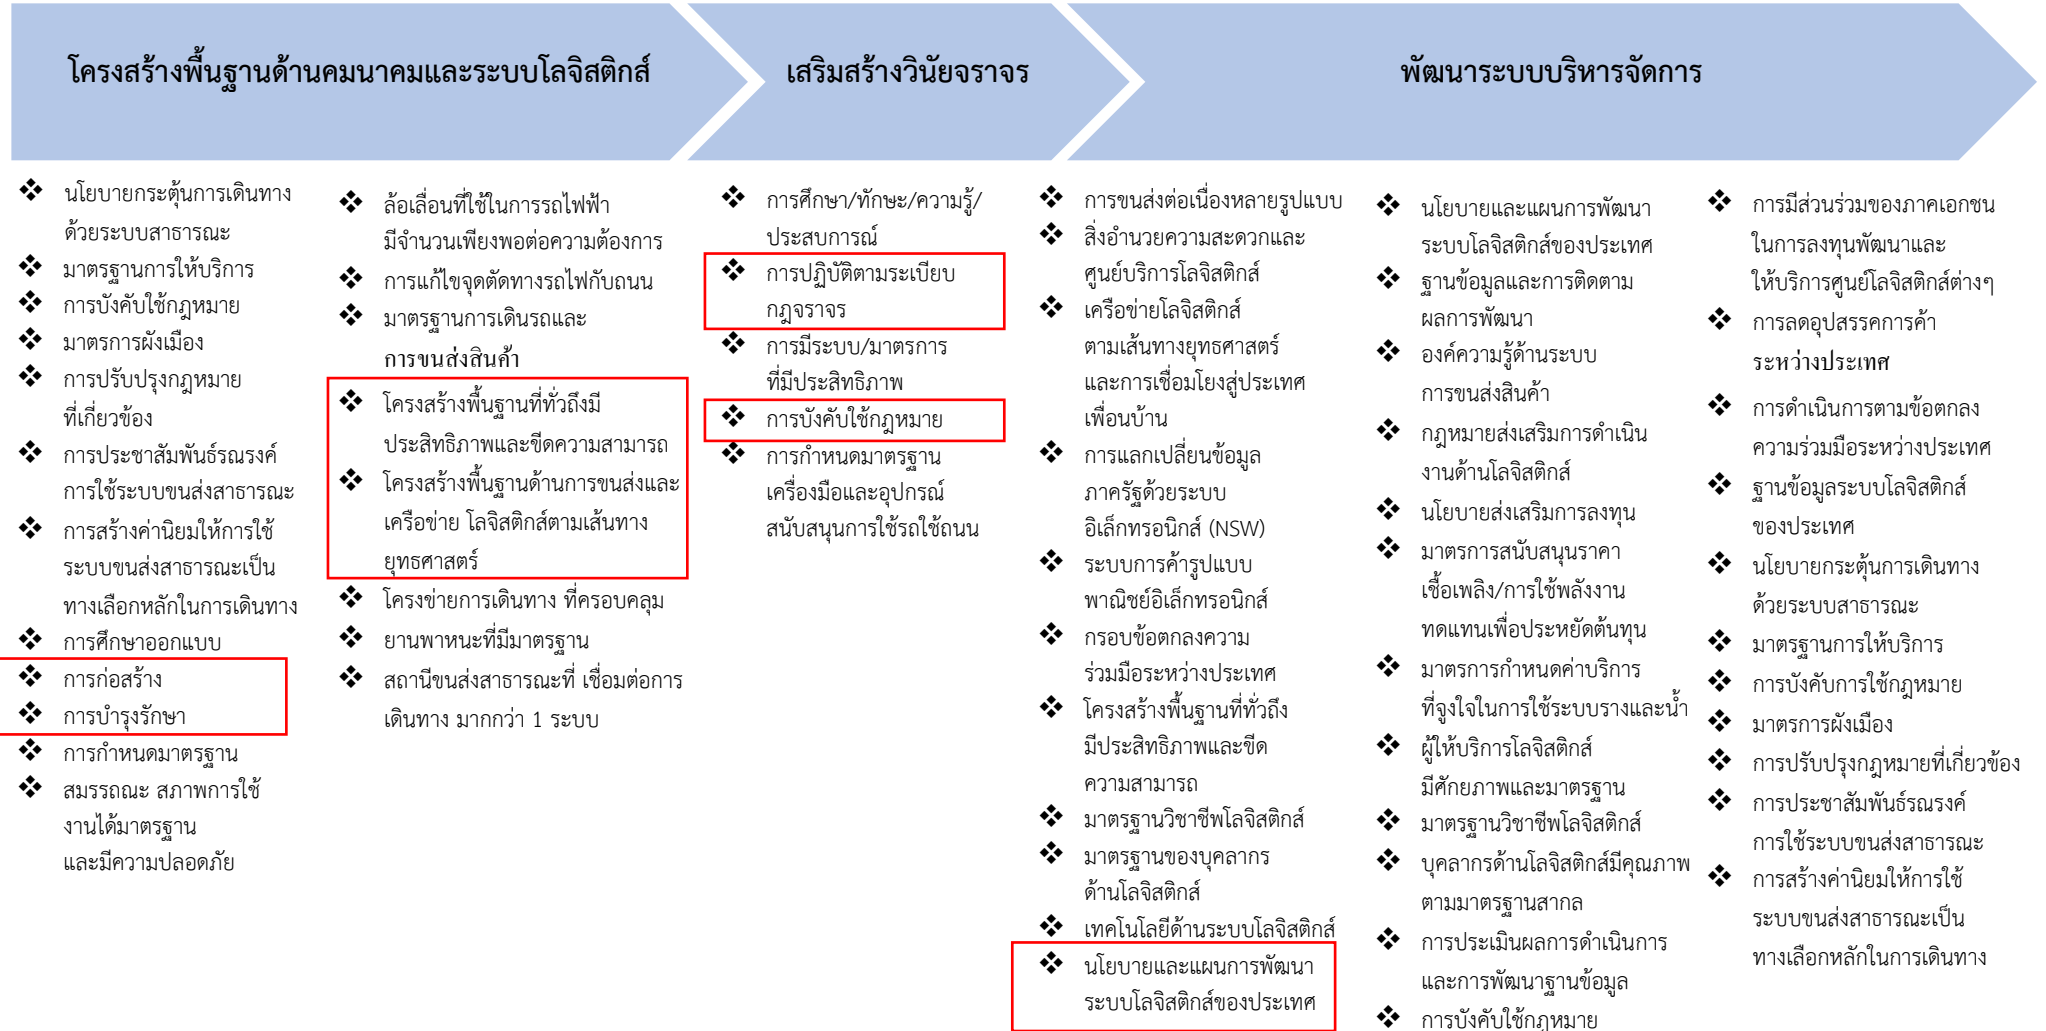 โครงสร้างพื้นฐานด้านคมนาคมและระบบโลจิสติกส์
เสริมสร้างวินัยจราจร
พัฒนาระบบบริหารจัดการ
นโยบายกระตุ้นการเดินทาง
ด้วยระบบสาธารณะ
มาตรฐานการให้บริการ
การบังคับใช้กฎหมาย
มาตรการผังเมือง
การปรับปรุงกฎหมาย
ที่เกี่ยวข้อง
การประชาสัมพันธ์รณรงค์
การใช้ระบบขนส่งสาธารณะ
การสร้างค่านิยมให้การใช้
ระบบขนส่งสาธารณะเป็น
ทางเลือกหลักในการเดินทาง
การศึกษาออกแบบ
การก่อสร้าง
การบำรุงรักษา
การกำหนดมาตรฐาน
สมรรถณะ สภาพการใช้
งานได้มาตรฐาน
และมีความปลอดภัย
ล้อเลื่อนที่ใช้ในการรถไฟฟ้า
มีจำนวนเพียงพอต่อความต้องการ
การแก้ไขจุดตัดทางรถไฟกับถนน
มาตรฐานการเดินรถและ
การขนส่งสินค้า
โครงสร้างพื้นฐานที่ทั่วถึงมี
ประสิทธิภาพและขีดความสามารถ
โครงสร้างพื้นฐานด้านการขนส่งและ
เครือข่าย โลจิสติกส์ตามเส้นทาง
ยุทธศาสตร์
โครงข่ายการเดินทาง ที่ครอบคลุม
ยานพาหนะที่มีมาตรฐาน
สถานีขนส่งสาธารณะที่ เชื่อมต่อการ
เดินทาง มากกว่า 1 ระบบ
การศึกษา/ทักษะ/ความรู้/
ประสบการณ์
การปฏิบัติตามระเบียบ
กฎจราจร
การมีระบบ/มาตรการ
ที่มีประสิทธิภาพ
การบังคับใช้กฎหมาย
การกำหนดมาตรฐาน
เครื่องมือและอุปกรณ์
สนับสนุนการใช้รถใช้ถนน
การขนส่งต่อเนื่องหลายรูปแบบ
สิ่งอำนวยความสะดวกและ
ศูนย์บริการโลจิสติกส์
เครือข่ายโลจิสติกส์
ตามเส้นทางยุทธศาสตร์
และการเชื่อมโยงสู่ประเทศ
เพื่อนบ้าน
การแลกเปลี่ยนข้อมูล
ภาครัฐด้วยระบบ
อิเล็กทรอนิกส์ (NSW)
ระบบการค้ารูปแบบ
พาณิชย์อิเล็กทรอนิกส์
กรอบข้อตกลงความ
ร่วมมือระหว่างประเทศ
โครงสร้างพื้นฐานที่ทั่วถึง
มีประสิทธิภาพและขีด
ความสามารถ
มาตรฐานวิชาชีพโลจิสติกส์
มาตรฐานของบุคลากร
ด้านโลจิสติกส์
เทคโนโลยีด้านระบบโลจิสติกส์
นโยบายและแผนการพัฒนา
ระบบโลจิสติกส์ของประเทศ
นโยบายและแผนการพัฒนา
ระบบโลจิสติกส์ของประเทศ
ฐานข้อมูลและการติดตาม
ผลการพัฒนา
องค์ความรู้ด้านระบบ
การขนส่งสินค้า
กฎหมายส่งเสริมการดำเนิน
งานด้านโลจิสติกส์
นโยบายส่งเสริมการลงทุน
มาตรการสนับสนุนราคา
เชื้อเพลิง/การใช้พลังงาน
ทดแทนเพื่อประหยัดต้นทุน
มาตรการกำหนดค่าบริการ
ที่จูงใจในการใช้ระบบรางและน้ำ
ผู้ให้บริการโลจิสติกส์
มีศักยภาพและมาตรฐาน
มาตรฐานวิชาชีพโลจิสติกส์
บุคลากรด้านโลจิสติกส์มีคุณภาพ
ตามมาตรฐานสากล
การประเมินผลการดำเนินการ
และการพัฒนาฐานข้อมูล
การบังคับใช้กฎหมาย
การมีส่วนร่วมของภาคเอกชน
ในการลงทุนพัฒนาและ
ให้บริการศูนย์โลจิสติกส์ต่างๆ
การลดอุปสรรคการค้า
ระหว่างประเทศ
การดำเนินการตามข้อตกลง
ความร่วมมือระหว่างประเทศ
ฐานข้อมูลระบบโลจิสติกส์
ของประเทศ
นโยบายกระตุ้นการเดินทาง
ด้วยระบบสาธารณะ
มาตรฐานการให้บริการ
การบังคับการใช้กฎหมาย
มาตรการผังเมือง
การปรับปรุงกฎหมายที่เกี่ยวข้อง
การประชาสัมพันธ์รณรงค์
การใช้ระบบขนส่งสาธารณะ
การสร้างค่านิยมให้การใช้
ระบบขนส่งสาธารณะเป็น
ทางเลือกหลักในการเดินทาง